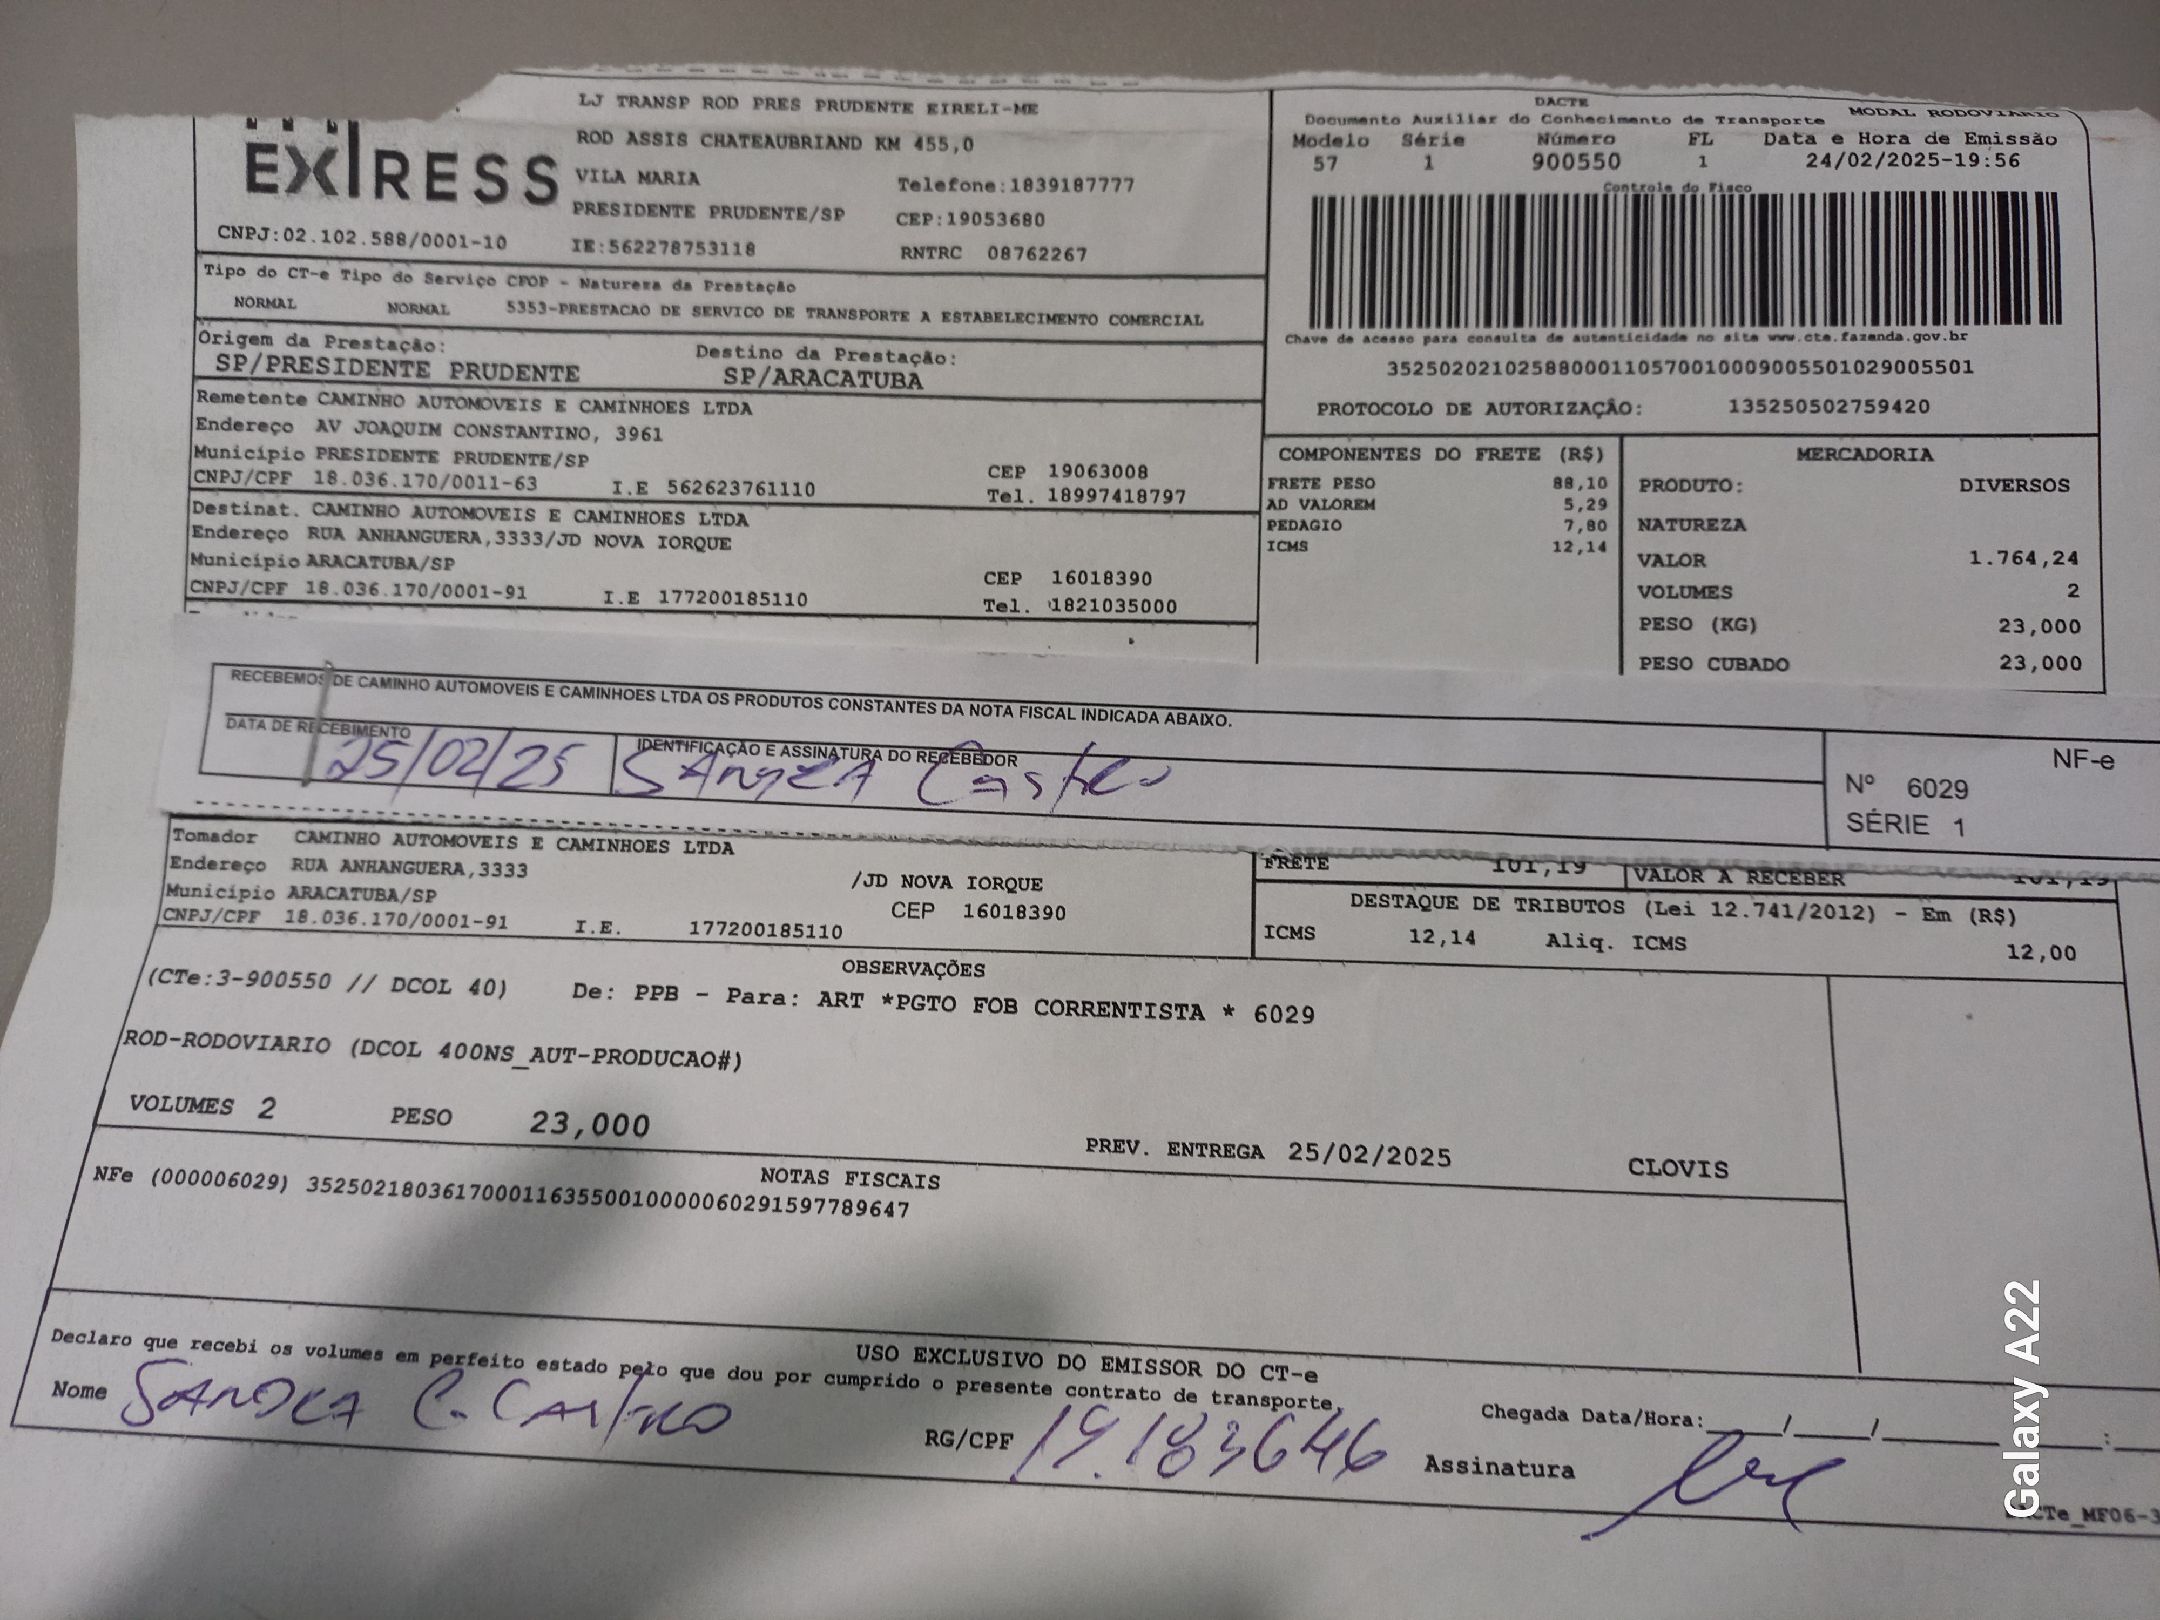 EXPRESS
CNPJ:02.102.588/0001-10
LJ TRANSP ROD PRES PRUDENTE EIRELI-ME
ROD ASSIS CHATEAUBRIAND KM 455,0
VILA MARIA Telefone:1839187777
PRESIDENTE PRUDENTE/SP CEP:19053680
IE:562278753118 RNTRC 08762267
DACTE
Documento Auxiliar do Conhecimento de Transporte MODAL RODOVIARIO
Modelo Série Número FL Data e Hora de Emissão
57 1 900550 1 24/02/2025-19:56
Controle do Fisco
Chave de acesso para consulta de autenticidade no site www.cte.fazenda.gov.br
35250202102588000110570010009005501029005501
PROTOCOLO DE AUTORIZAÇÂO: 135250502759420
Tipo do CT-e Tipo do Serviço CFOP - Natureza da Prestação
NORMAL NORMAL 5353-PRESTACAO DE SERVICO DE TRANSPORTE A ESTABELECIMENTO COMERCIAL
Origem da Prestação: Destino da Prestação:
SP/PRESIDENTE PRUDENTE SP/ARACATUBA
Remetente CAMINHO AUTOMOVEIS E CAMINHOES LTDA
Endereço AV JOAQUIM CONSTANTINO, 3961
Município PRESIDENTE PRUDENTE/SP CEP 19063008
CNPJ/CPF 18.036.170/0011-63 I.E 562623761110 Tel. 18997418797
Destinat. CAMINHO AUTOMOVEIS E CAMINHOES LTDA
Endereço RUA ANHANGUERA,3333/JD NOVA IORQUE
Município ARACATUBA/SP CEP 16018390
CNPJ/CPF 18.036.170/0001-91 I.E 177200185110 Tel. 1821035000
COMPONENTES DO FRETE (R$)
FRETE PESO 88,10
AD VALOREM 5,29
PEDAGIO 7,80
ICMS 12,14
MERCADORIA
PRODUTO: DIVERSOS
NATUREZA
VALOR 1.764,24
VOLUMES 2
PESO (KG) 23,000
PESO CUBADO 23,000
RECEBEMOS DE CAMINHO AUTOMOVEIS E CAMINHOES LTDA OS PRODUTOS CONSTANTES DA NOTA FISCAL INDICADA ABAIXO.
DATA DE RECEBIMENTO IDENTIFICAÇÃO E ASSINATURA DO RECEBEDOR
25/02/25 SANDRA Castro
NF-e
Nº 6029
SÉRIE 1
Tomador CAMINHO AUTOMOVEIS E CAMINHOES LTDA
Endereço RUA ANHANGUERA,3333 /JD NOVA IORQUE
Município ARACATUBA/SP CEP 16018390
CNPJ/CPF 18.036.170/0001-91 I.E. 177200185110
FRETE 101,19 VALOR A RECEBER 101,19
DESTAQUE DE TRIBUTOS (Lei 12.741/2012) - Em (R$)
ICMS 12,14 Aliq. ICMS 12,00
OBSERVAÇÕES
(CTe:3-900550 // DCOL 40) De: PPB - Para: ART *PGTO FOB CORRENTISTA * 6029
ROD-RODOVIARIO (DCOL 400NS_AUT-PRODUCAO#)
VOLUMES 2 PESO 23,000 PREV. ENTREGA 25/02/2025 CLOVIS
NOTAS FISCAIS
NFe (000006029) 35250218036170001163550010000060291597789647
USO EXCLUSIVO DO EMISSOR DO CT-e
Declaro que recebi os volumes em perfeito estado pelo que dou por cumprido o presente contrato de transporte.
Nome SANDRA C. CASTRO RG/CPF 19.183646 Assinatura
Chegada Data/Hora:____/____/____ :
Galaxy A22